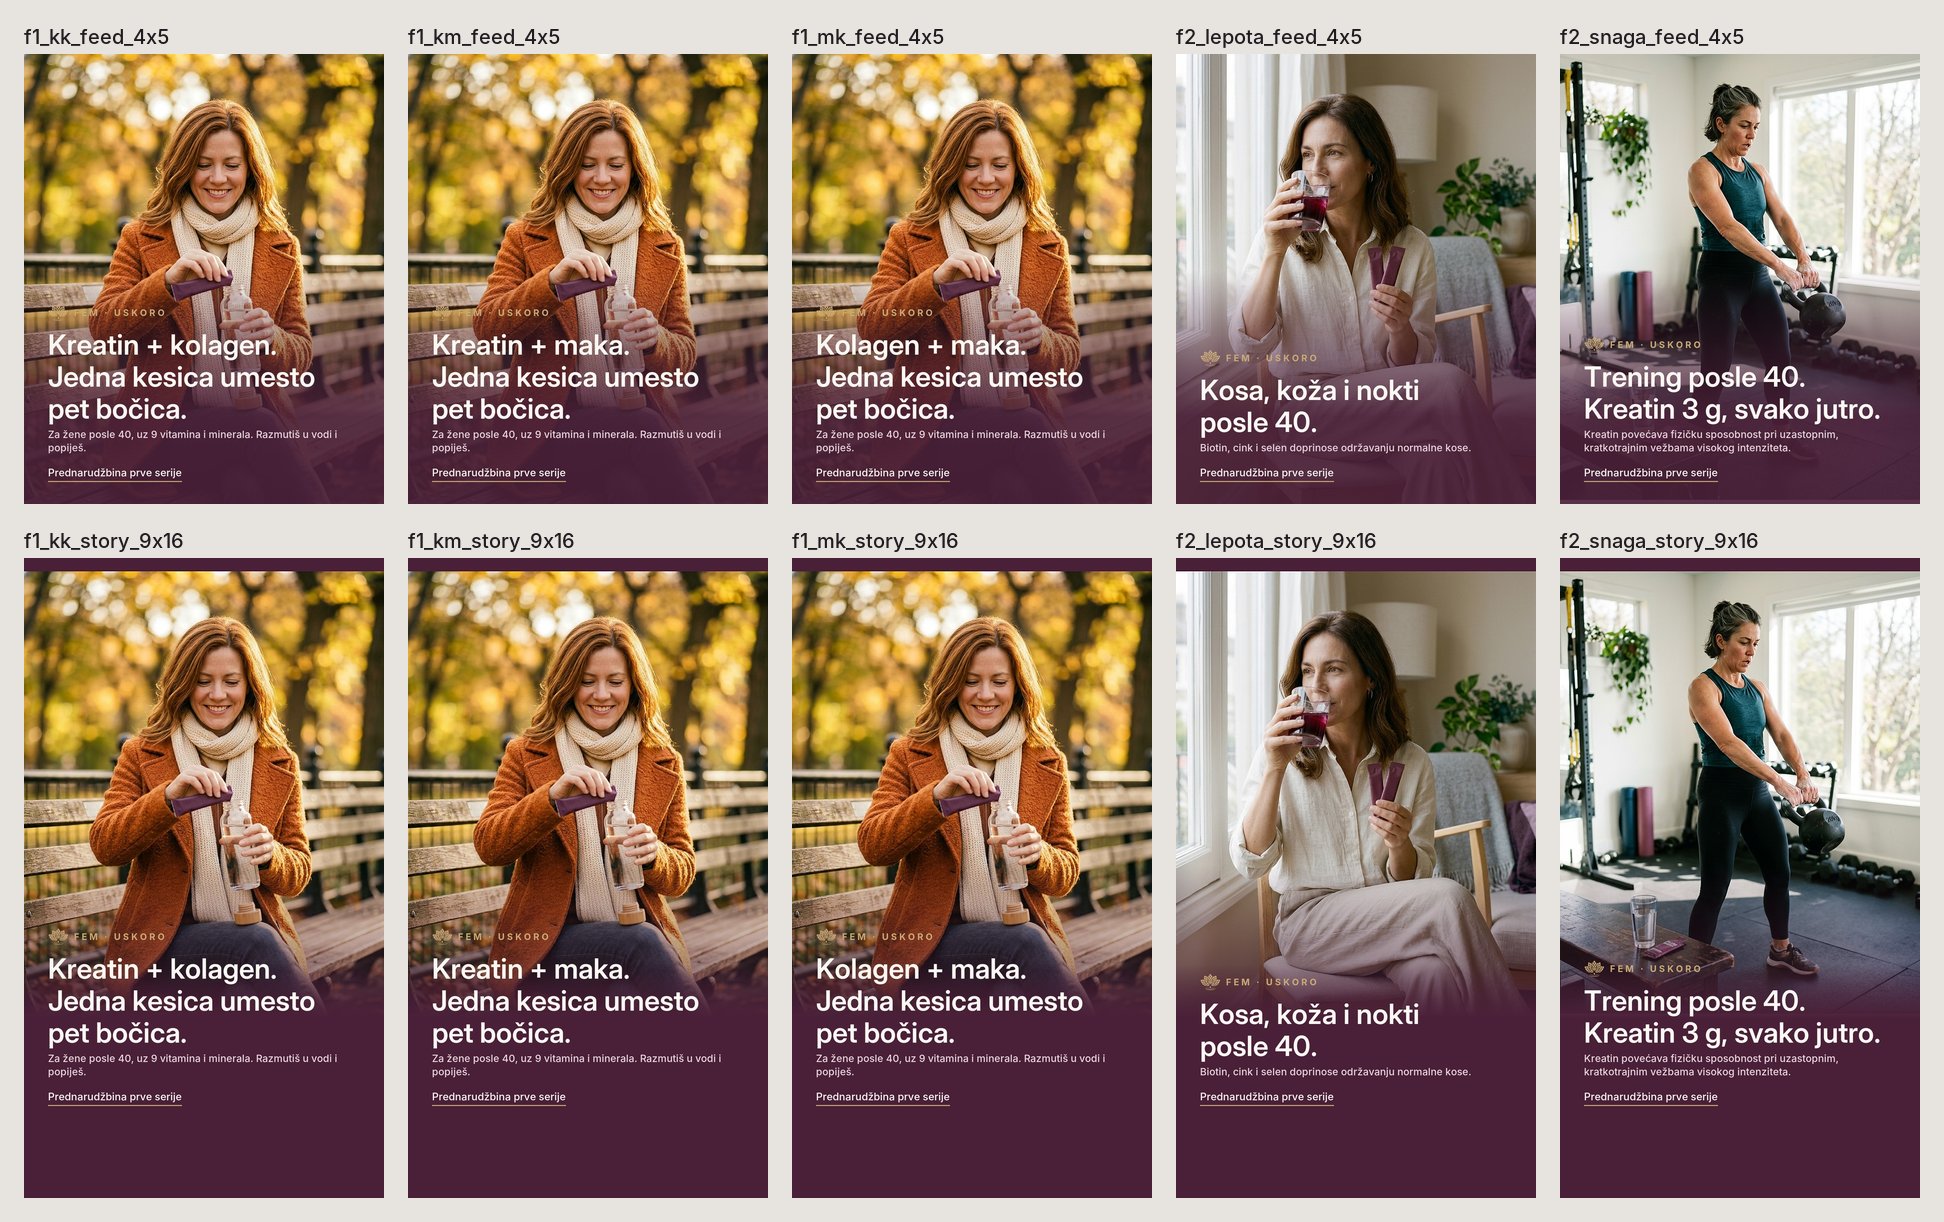 f1_kk_feed_4x5
FEM · USKORO
Kreatin + kolagen.
Jedna kesica umesto
pet bočica.
Za žene posle 40, uz 9 vitamina i minerala. Razmutiš u vodi i
popiješ.
Prednarudžbina prve serije
f1_km_feed_4x5
FEM · USKORO
Kreatin + maka.
Jedna kesica umesto
pet bočica.
Za žene posle 40, uz 9 vitamina i minerala. Razmutiš u vodi i
popiješ.
Prednarudžbina prve serije
f1_mk_feed_4x5
FEM · USKORO
Kolagen + maka.
Jedna kesica umesto
pet bočica.
Za žene posle 40, uz 9 vitamina i minerala. Razmutiš u vodi i
popiješ.
Prednarudžbina prve serije
f2_lepota_feed_4x5
FEM · USKORO
Kosa, koža i nokti
posle 40.
Biotin, cink i selen doprinose održavanju normalne kose.
Prednarudžbina prve serije
f2_snaga_feed_4x5
FEM · USKORO
Trening posle 40.
Kreatin 3 g, svako jutro.
Kreatin povećava fizičku sposobnost pri uzastopnim,
kratkotrajnim vežbama visokog intenziteta.
Prednarudžbina prve serije
f1_kk_story_9x16
FEM · USKORO
Kreatin + kolagen.
Jedna kesica umesto
pet bočica.
Za žene posle 40, uz 9 vitamina i minerala. Razmutiš u vodi i
popiješ.
Prednarudžbina prve serije
f1_km_story_9x16
FEM · USKORO
Kreatin + maka.
Jedna kesica umesto
pet bočica.
Za žene posle 40, uz 9 vitamina i minerala. Razmutiš u vodi i
popiješ.
Prednarudžbina prve serije
f1_mk_story_9x16
FEM · USKORO
Kolagen + maka.
Jedna kesica umesto
pet bočica.
Za žene posle 40, uz 9 vitamina i minerala. Razmutiš u vodi i
popiješ.
Prednarudžbina prve serije
f2_lepota_story_9x16
FEM · USKORO
Kosa, koža i nokti
posle 40.
Biotin, cink i selen doprinose održavanju normalne kose.
Prednarudžbina prve serije
f2_snaga_story_9x16
FEM · USKORO
Trening posle 40.
Kreatin 3 g, svako jutro.
Kreatin povećava fizičku sposobnost pri uzastopnim,
kratkotrajnim vežbama visokog intenziteta.
Prednarudžbina prve serije